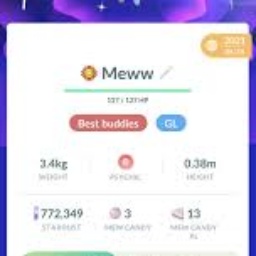 2021
Meww
137 / 137 HP
Best buddies
GL
3.4kg
0.38m
WEIGHT
PSYCHIC
HEIGHT
772,349
3
13
STARDUST
MEW CANDY
MEW CANDY
XL